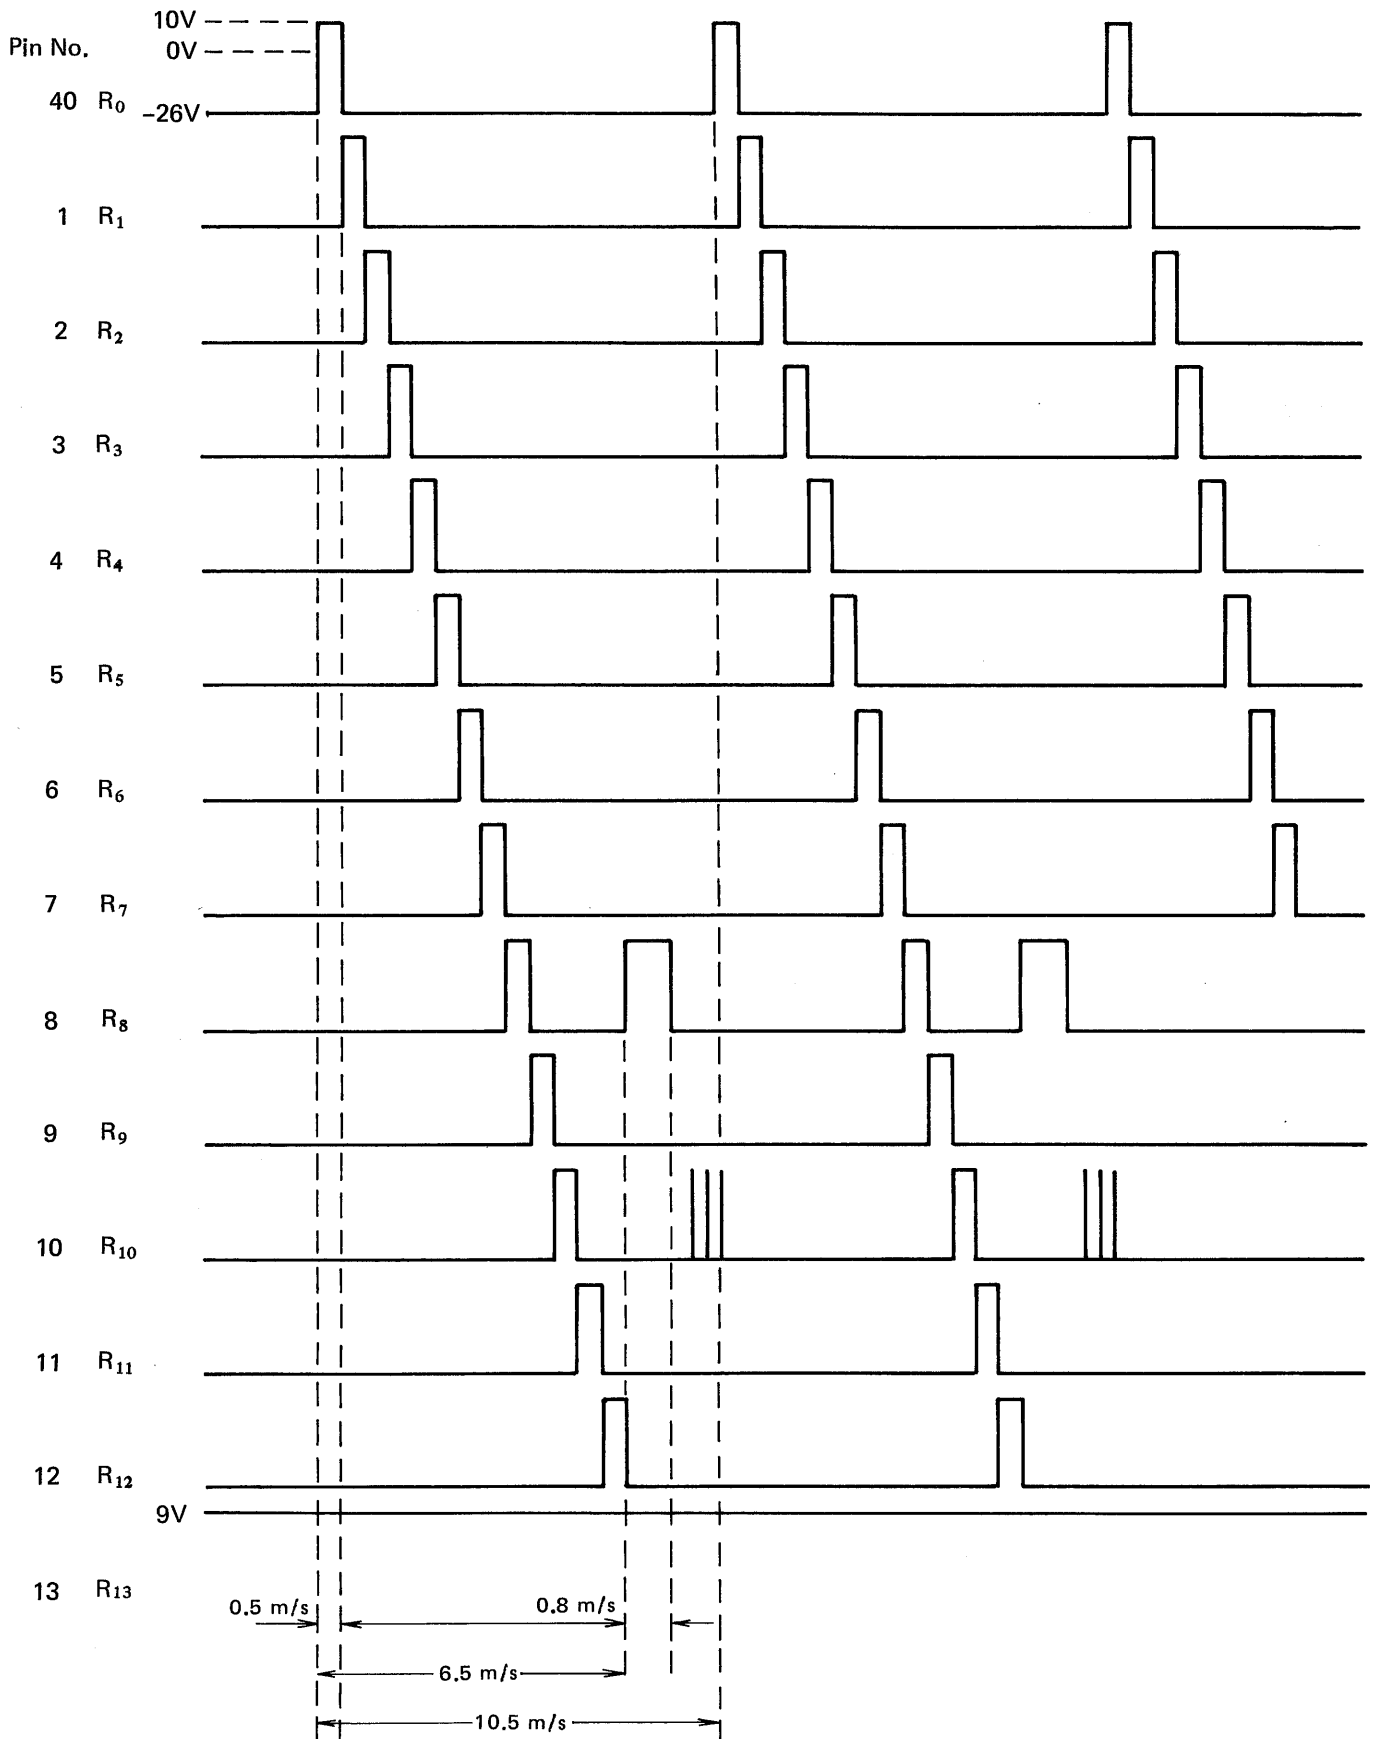 10V
Pin No.
0V
40 R₀ -26V
1 R₁
2 R₂
3 R₃
4 R₄
5 R₅
6 R₆
7 R₇
8 R₈
9 R₉
10 R₁₀
11 R₁₁
12 R₁₂
9V
13 R₁₃
0.5 m/s 0.8 m/s
6.5 m/s
10.5 m/s